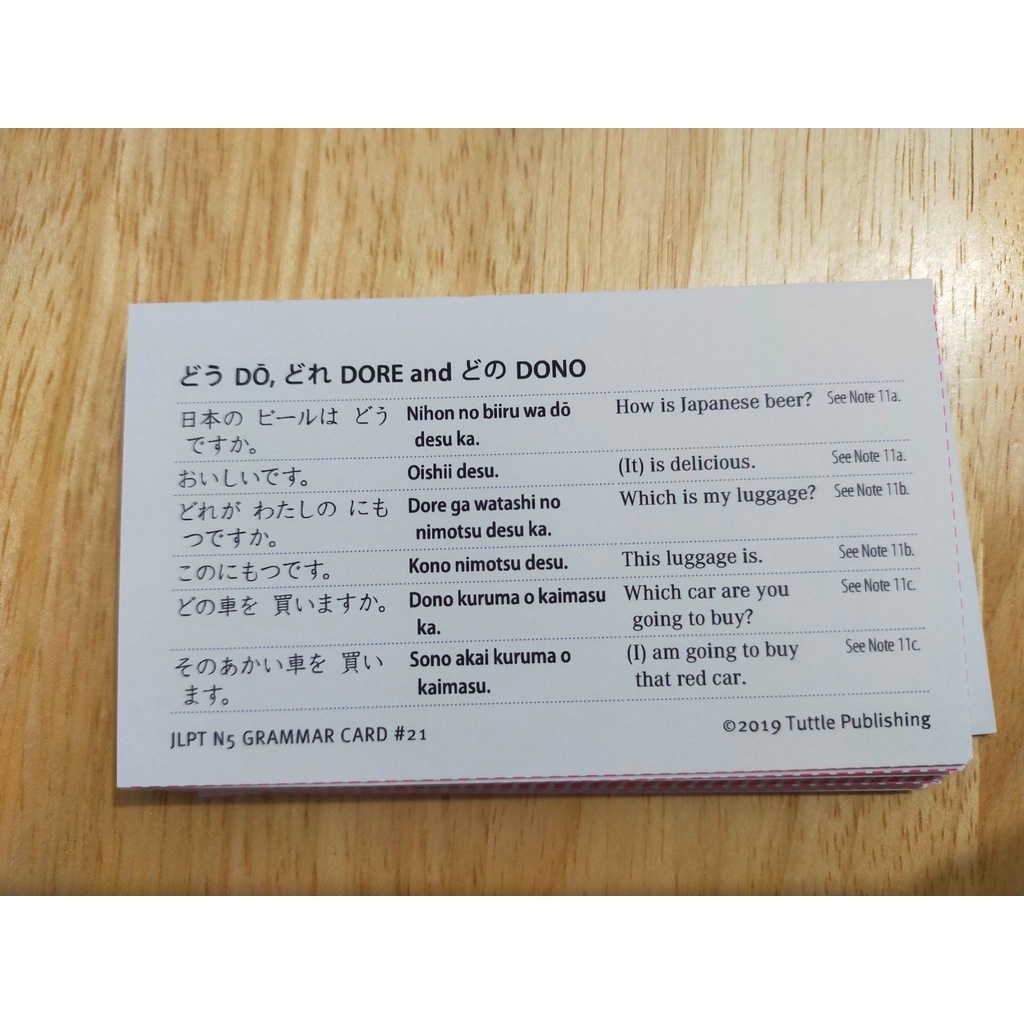 どう DŌ, どれ DORE and どの DONO
日本の ビールは どう Nihon no biiru wa dō How is Japanese beer? See Note 11a.
ですか。 desu ka.
おいしいです。 Oishii desu. (It) is delicious. See Note 11a.
どれが わたしの にも Dore ga watashi no Which is my luggage? See Note 11b.
つですか。 nimotsu desu ka.
このにもつです。 Kono nimotsu desu. This luggage is. See Note 11b.
どの車を 買いますか。 Dono kuruma o kaimasu Which car are you See Note 11c.
ka. going to buy?
そのあかい車を 買い Sono akai kuruma o (I) am going to buy See Note 11c.
ます。 kaimasu. that red car.
JLPT N5 GRAMMAR CARD #21 ©2019 Tuttle Publishing